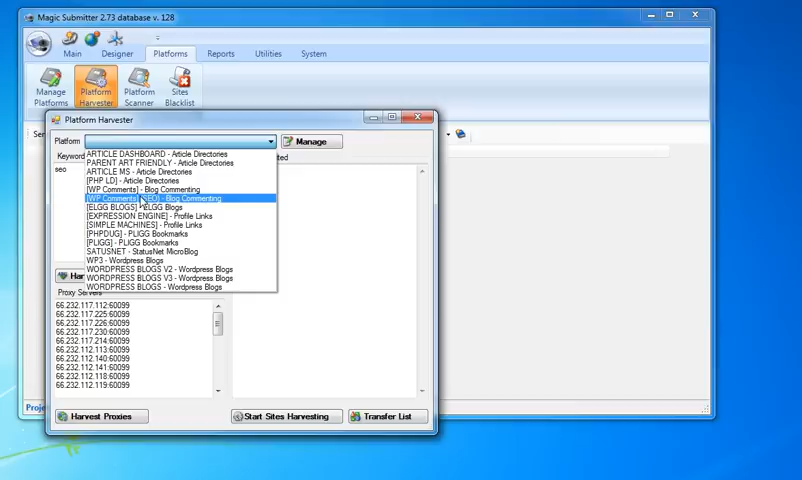 Magic Submitter 2.73 database v. 128
Main Designer Platforms Reports Utilities System
Manage Platforms
Platform Harvester
Platform Scanner
Sites Blacklist
Platform Harvester
Platform
Manage
ARTICLE DASHBOARD - Article Directories
PARENT ART FRIENDLY - Article Directories
ARTICLE MS - Article Directories
[PHP LD] - Article Directories
[WP Comments] - Blog Commenting
[WP Comments] [SEO] - Blog Commenting
[ELGG BLOGS] - ELGG Blogs
[EXPRESSION ENGINE] - Profile Links
[SIMPLE MACHINES] - Profile Links
[PHPDUG] - PLIGG Bookmarks
[PLIGG] - PLIGG Bookmarks
SATUSNET - StatusNet MicroBlog
WP3 - Wordpress Blogs
WORDPRESS BLOGS V2 - Wordpress Blogs
WORDPRESS BLOGS V3 - Wordpress Blogs
WORDPRESS BLOGS - Wordpress Blogs
seo
Proxy Servers
66.232.117.112:60099
66.232.117.225:60099
66.232.117.226:60099
66.232.117.230:60099
66.232.117.214:60099
66.232.112.113:60099
66.232.112.140:60099
66.232.112.141:60099
66.232.112.118:60099
66.232.112.119:60099
Harvest Proxies
Start Sites Harvesting
Transfer List